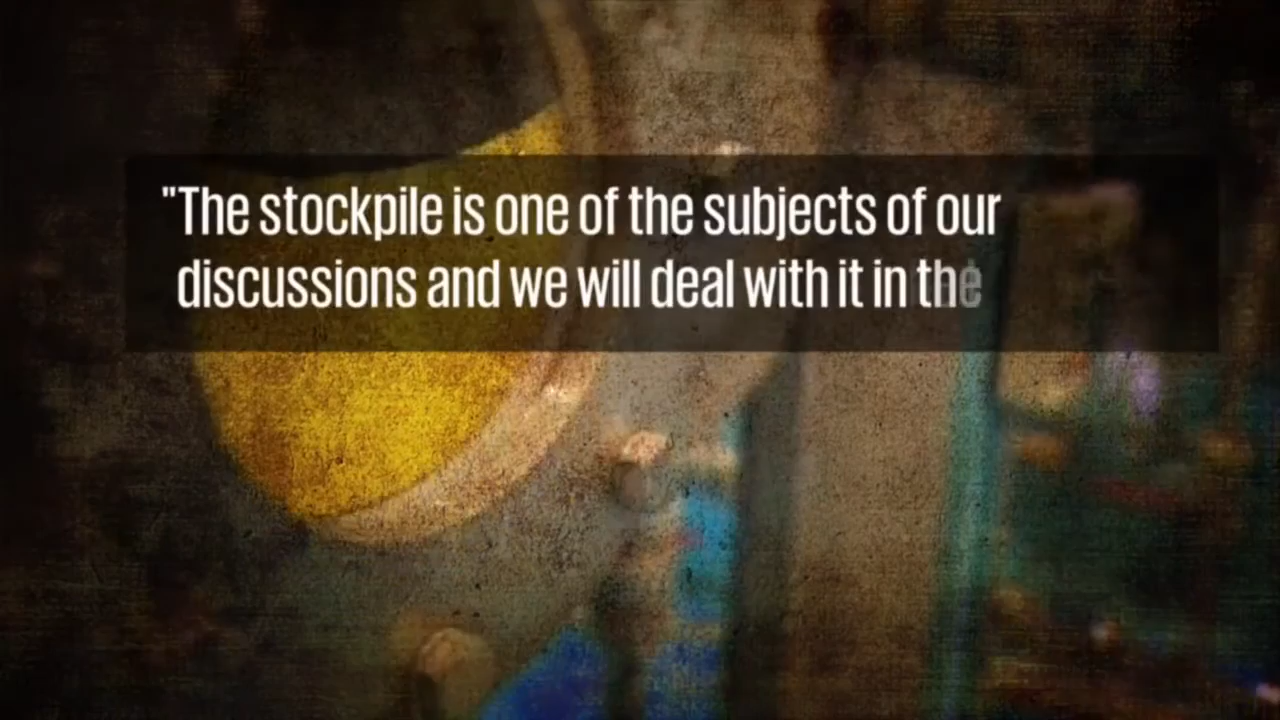 "The stockpile is one of the subjects of our
discussions and we will deal with it in the